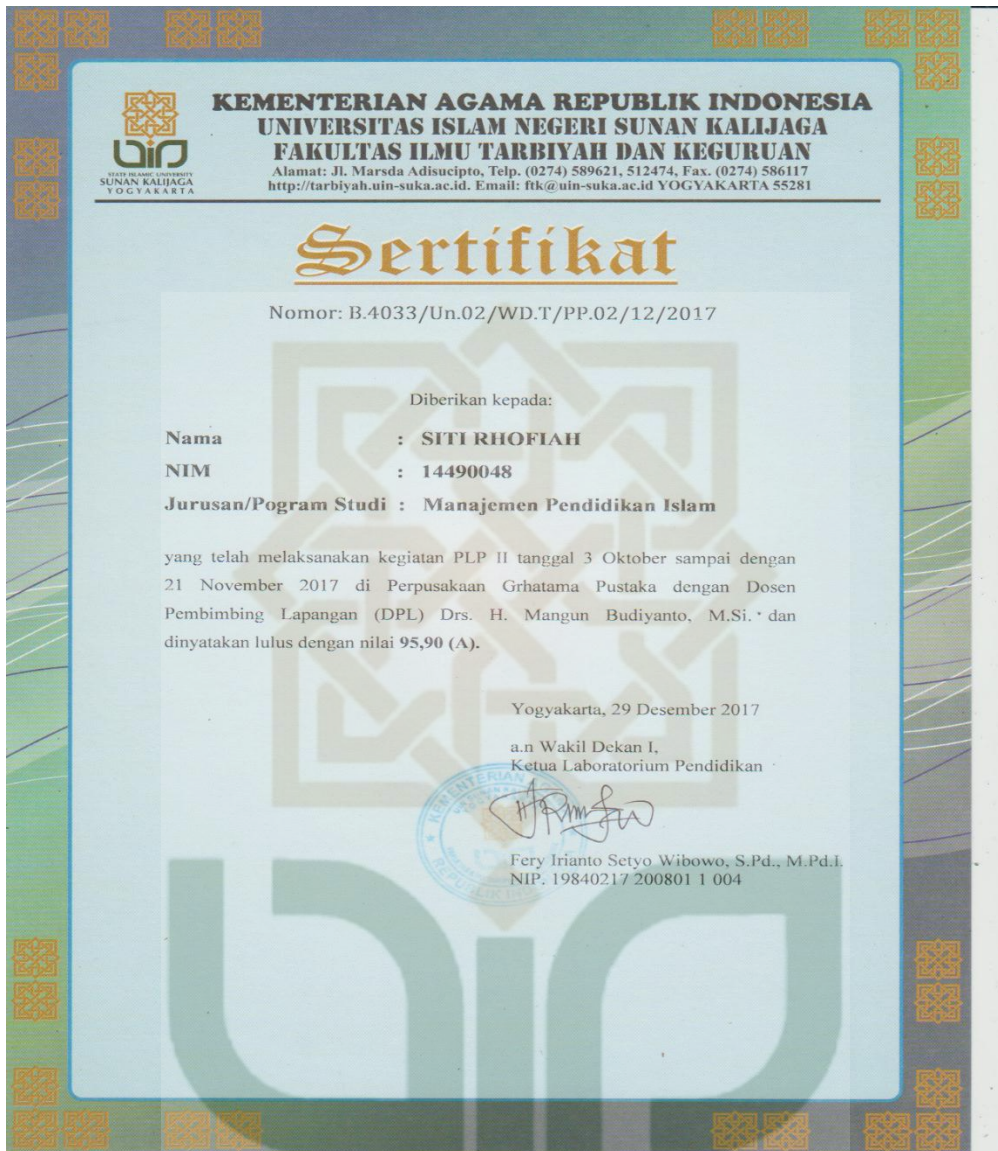 KEMENTERIAN AGAMA REPUBLIK INDONESIA
UNIVERSITAS ISLAM NEGERI SUNAN KALIJAGA
FAKULTAS ILMU TARBIYAH DAN KEGURUAN
Alamat: Jl. Marsda Adisucipto, Telp. (0274) 589621, 512474, Fax. (0274) 586117
http://tarbiyah.uin-suka.ac.id. Email: ftk@uin-suka.ac.id YOGYAKARTA 55281
uin
STATE ISLAMIC UNIVERSITY
SUNAN KALIJAGA
YOGYAKARTA
Sertifikat
Nomor: B.4033/Un.02/WD.T/PP.02/12/2017
Diberikan kepada:
Nama : SITI RHOFIAH
NIM : 14490048
Jurusan/Pogram Studi : Manajemen Pendidikan Islam
yang telah melaksanakan kegiatan PLP II tanggal 3 Oktober sampai dengan
21 November 2017 di Perpusakaan Grhatama Pustaka dengan Dosen
Pembimbing Lapangan (DPL) Drs. H. Mangun Budiyanto, M.Si. dan
dinyatakan lulus dengan nilai 95,90 (A).
Yogyakarta, 29 Desember 2017
a.n Wakil Dekan I,
Ketua Laboratorium Pendidikan
KEMENTERIAN
REPUBLIK
Fery Irianto Setyo Wibowo, S.Pd., M.Pd.I.
NIP. 19840217 200801 1 004
uin